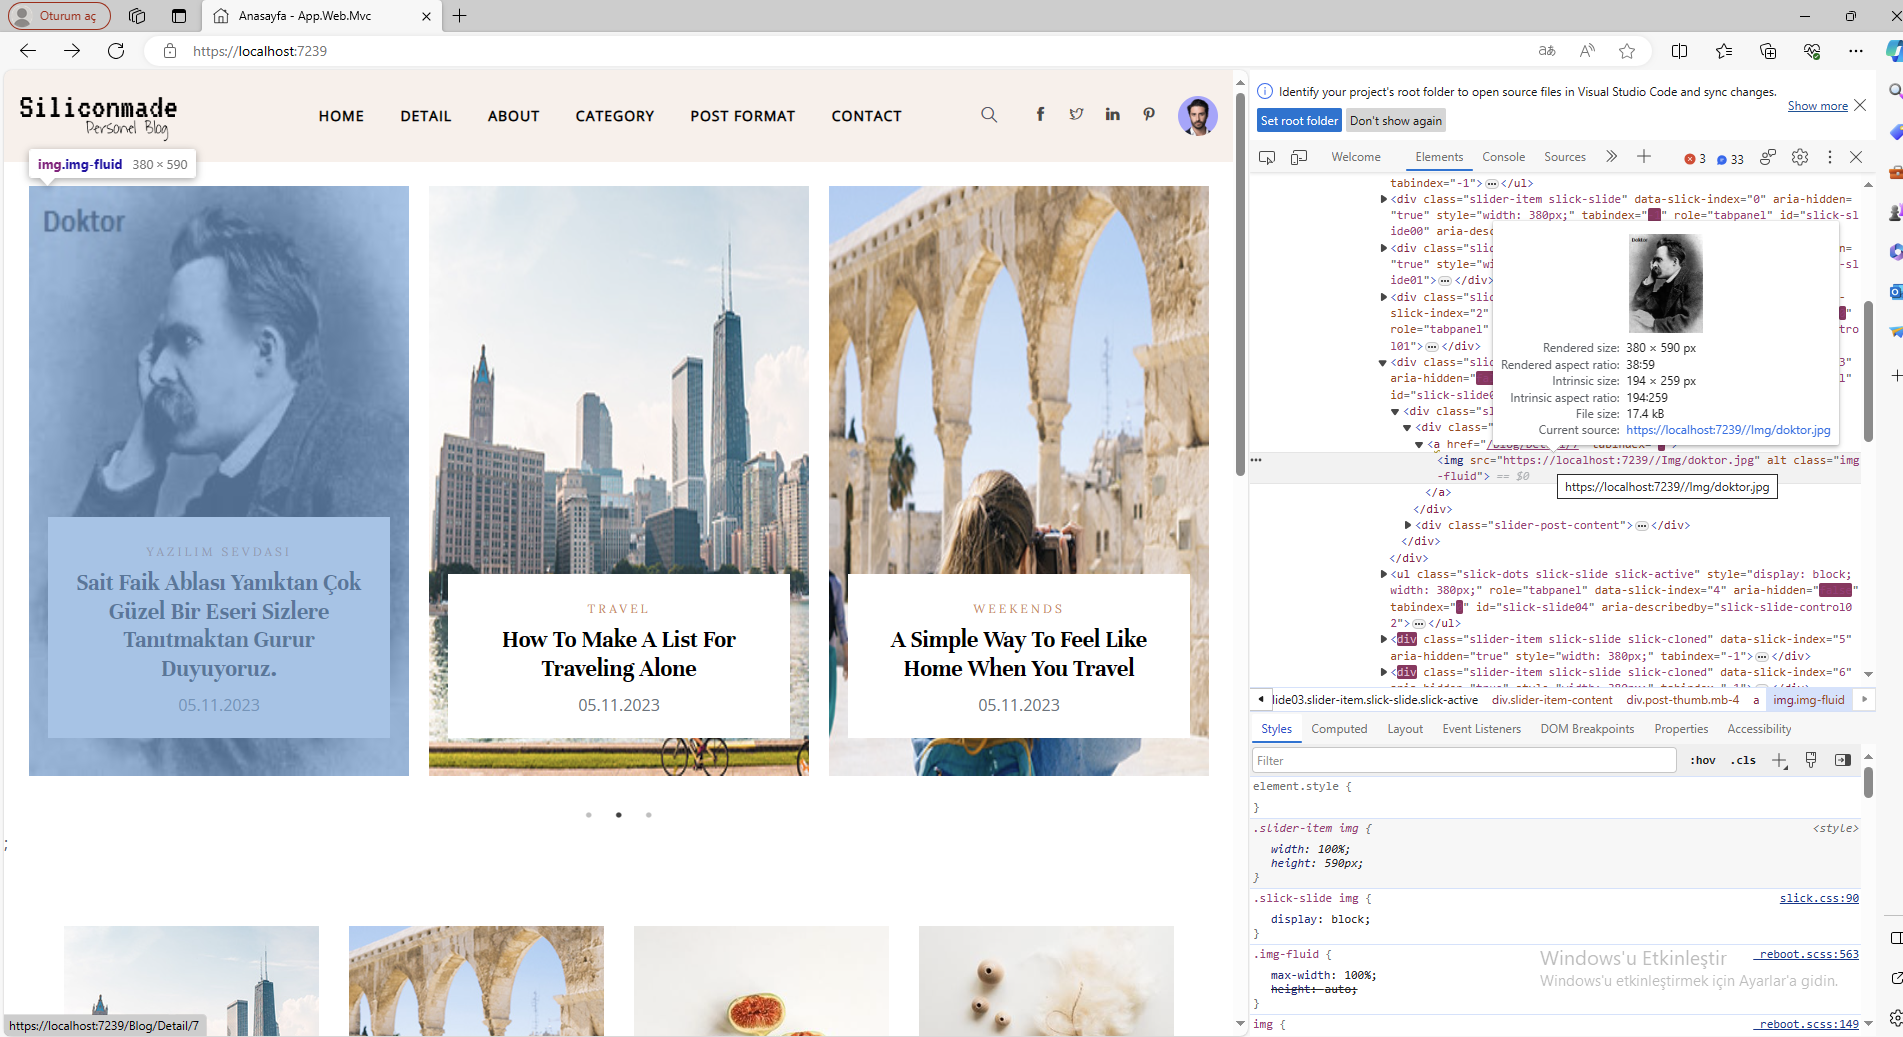 Oturum aç
Anasayfa - App.Web.Mvc
https://localhost:7239
Siliconmade
Personel Blog
HOME
DETAIL
ABOUT
CATEGORY
POST FORMAT
CONTACT
img.img-fluid 380 × 590
Doktor
YAZILIM SEVDASI
Sait Faik Ablası Yanıktan Çok
Güzel Bir Eseri Sizlere
Tanıtmaktan Gurur
Duyuyoruz.
05.11.2023
TRAVEL
How To Make A List For
Traveling Alone
05.11.2023
WEEKENDS
A Simple Way To Feel Like
Home When You Travel
05.11.2023
;
https://localhost:7239/Blog/Detail/7
Identify your project's root folder to open source files in Visual Studio Code and sync changes.
Show more
Set root folder
Don't show again
Welcome
Elements
Console
Sources
3
33
tabindex="-1"> </ul>
<div class="slider-item slick-slide" data-slick-index="0" aria-hidden=
"true" style="width: 380px;" tabindex=" " role="tabpanel" id="slick-sl
ide00" aria-desc
<div class="slic n=
"true" style="wi -sl
ide01"> </div>
<div class="slic -
slick-index="2" "
role="tabpanel" tro
l01"> </div>
<div class="slic 3"
aria-hidden=" l"
id="slick-slide0
<div class="sl
<div class="
<a href="/Blog/Detail/7" tabindex=" ">
<img src="https://localhost:7239//Img/doktor.jpg" alt class="img
-fluid"> == $0
</a>
</div>
<div class="slider-post-content"> </div>
</div>
</div>
<ul class="slick-dots slick-slide slick-active" style="display: block;
width: 380px;" role="tabpanel" data-slick-index="4" aria-hidden=" "
tabindex=" " id="slick-slide04" aria-describedby="slick-slide-control0
2"> </ul>
<div class="slider-item slick-slide slick-cloned" data-slick-index="5"
aria-hidden="true" style="width: 380px;" tabindex="-1"> </div>
<div class="slider-item slick-slide slick-cloned" data-slick-index="6"
Rendered size: 380 × 590 px
Rendered aspect ratio: 38:59
Intrinsic size: 194 × 259 px
Intrinsic aspect ratio: 194:259
File size: 17.4 kB
Current source: https://localhost:7239//Img/doktor.jpg
https://localhost:7239//Img/doktor.jpg
lide03.slider-item.slick-slide.slick-active
div.slider-item-content
div.post-thumb.mb-4
a
img.img-fluid
Styles
Computed
Layout
Event Listeners
DOM Breakpoints
Properties
Accessibility
Filter
:hov
.cls
element.style {
}
.slider-item img { <style>
width: 100%;
height: 590px;
}
.slick-slide img { slick.css:90
display: block;
}
.img-fluid { _reboot.scss:563
max-width: 100%;
height: auto;
}
img { _reboot.scss:149
Windows'u Etkinleştir
Windows'u etkinleştirmek için Ayarlar'a gidin.